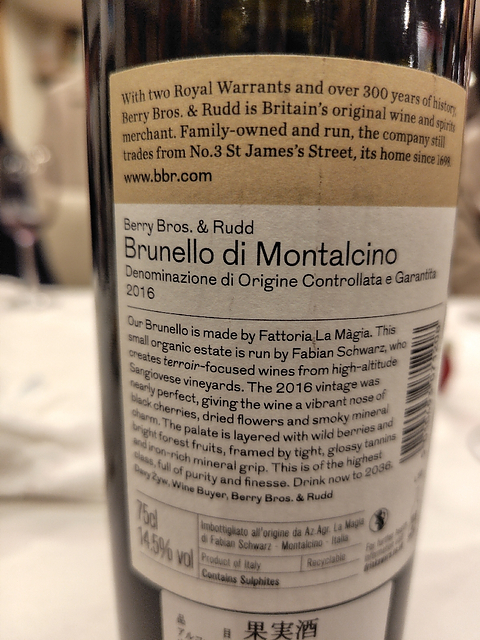 With two Royal Warrants and over 300 years of history,
Berry Bros. & Rudd is Britain's original wine and spirits
merchant. Family-owned and run, the company still
trades from No.3 St James's Street, its home since 1698.
www.bbr.com
Berry Bros. & Rudd
Brunello di Montalcino
Denominazione di Origine Controllata e Garantita
2016
Our Brunello is made by Fattoria La Màgia. This
small organic estate is run by Fabian Schwarz, who
creates terroir-focused wines from high-altitude
Sangiovese vineyards. The 2016 vintage was
nearly perfect, giving the wine a vibrant nose of
black cherries, dried flowers and smoky mineral
charm. The palate is layered with wild berries and
bright forest fruits, framed by tight, glossy tannins
and iron-rich mineral grip. This is of the highest
class, full of purity and finesse. Drink now to 2036.
Davy Żyw, Wine Buyer, Berry Bros. & Rudd
75cl
14.5% vol
Imbottigliato all'origine da Az Agr. La Màgia
di Fabian Schwarz - Montalcino - Italia
Product of Italy
Recyclable
Contains Sulphites
品 目 果実酒